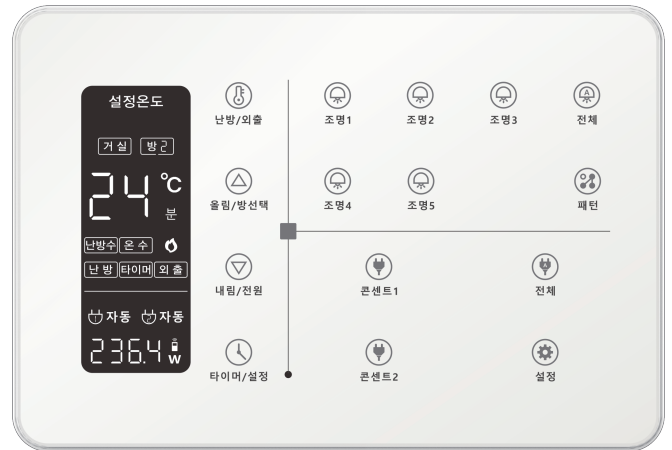 설정온도
거실 방2
24 ℃
분
난방수 온수
난방 타이머 외출
1 자동 2 자동
236.4 W
난방/외출
올림/방선택
내림/전원
타이머/설정
조명1 조명2 조명3 A 전체
조명4 조명5 패턴
콘센트1 A 전체
콘센트2 설정